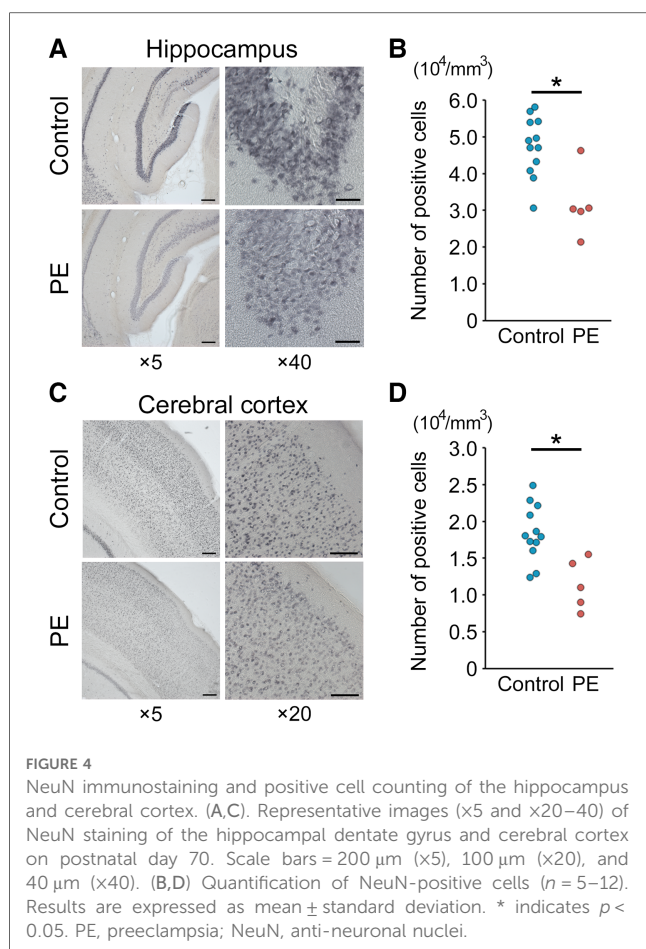 A
Hippocampus
Control
PE
×5
×40
B
(10⁴/mm³)
Number of positive cells
6.0
5.0
4.0
3.0
2.0
1.0
0
*
Control PE
C
Cerebral cortex
Control
PE
×5
×20
D
(10⁴/mm³)
Number of positive cells
3.0
2.5
2.0
1.5
1.0
0.5
0
*
Control PE
FIGURE 4
NeuN immunostaining and positive cell counting of the hippocampus
and cerebral cortex. (A,C). Representative images (×5 and ×20–40) of
NeuN staining of the hippocampal dentate gyrus and cerebral cortex
on postnatal day 70. Scale bars = 200 μm (×5), 100 μm (×20), and
40 μm (×40). (B,D) Quantification of NeuN-positive cells (n = 5–12).
Results are expressed as mean ± standard deviation. * indicates p <
0.05. PE, preeclampsia; NeuN, anti-neuronal nuclei.